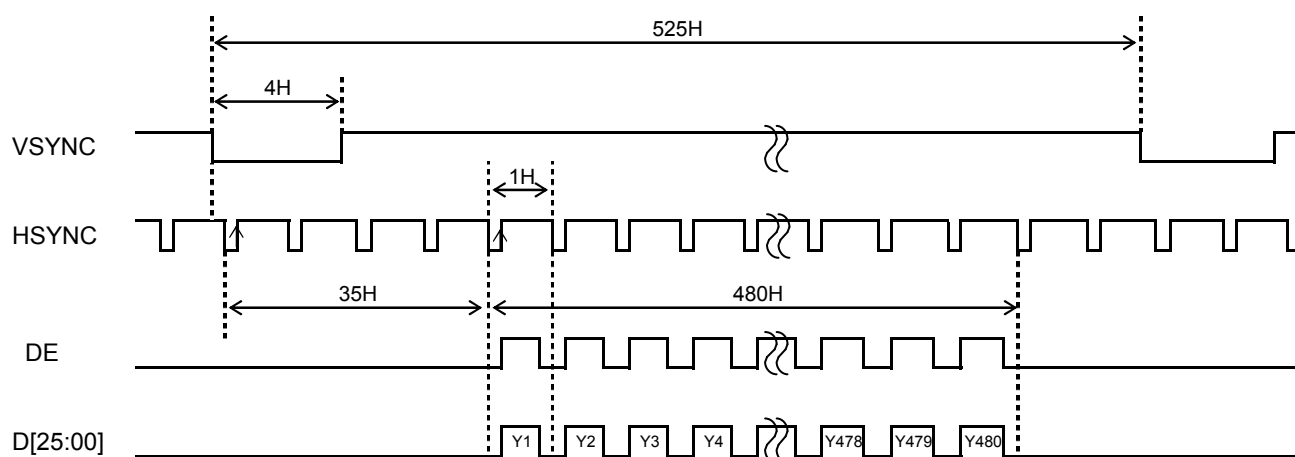 525H
4H
VSYNC
1H
HSYNC
35H 480H
DE
D[25:00] Y1 Y2 Y3 Y4 Y478 Y479 Y480